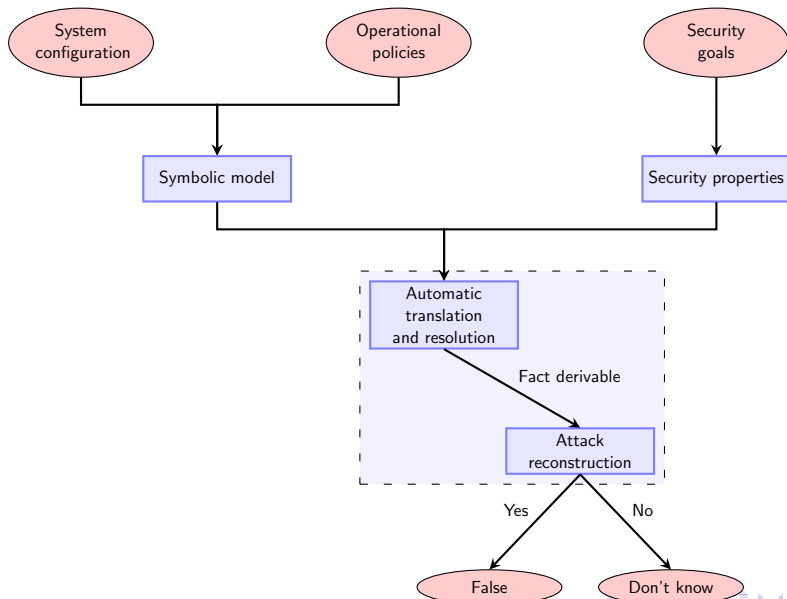 System
configuration
Operational
policies
Security
goals
Symbolic model
Security properties
Automatic
translation
and resolution
Fact derivable
Attack
reconstruction
Yes
No
False
Don't know